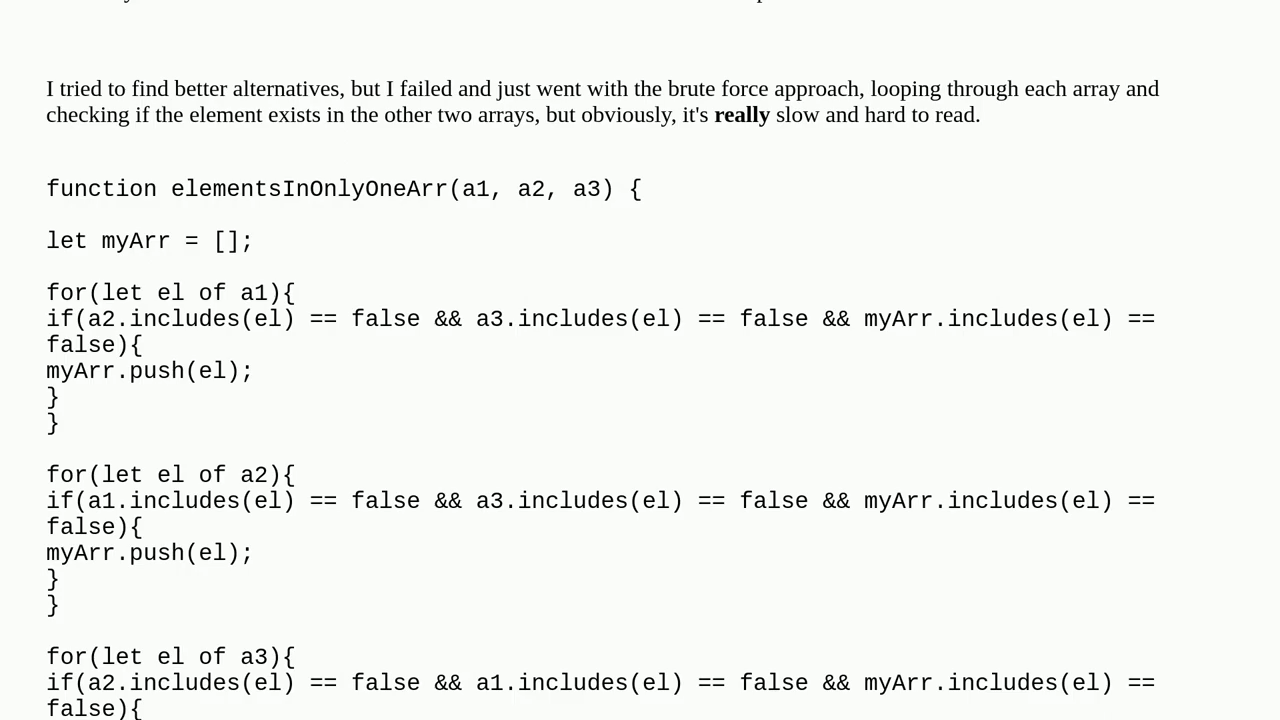 I tried to find better alternatives, but I failed and just went with the brute force approach, looping through each array and
checking if the element exists in the other two arrays, but obviously, it's really slow and hard to read.
function elementsInOnlyOneArr(a1, a2, a3) {
let myArr = [];
for(let el of a1){
if(a2.includes(el) == false && a3.includes(el) == false && myArr.includes(el) ==
false){
myArr.push(el);
}
}
for(let el of a2){
if(a1.includes(el) == false && a3.includes(el) == false && myArr.includes(el) ==
false){
myArr.push(el);
}
}
for(let el of a3){
if(a2.includes(el) == false && a1.includes(el) == false && myArr.includes(el) ==
false){